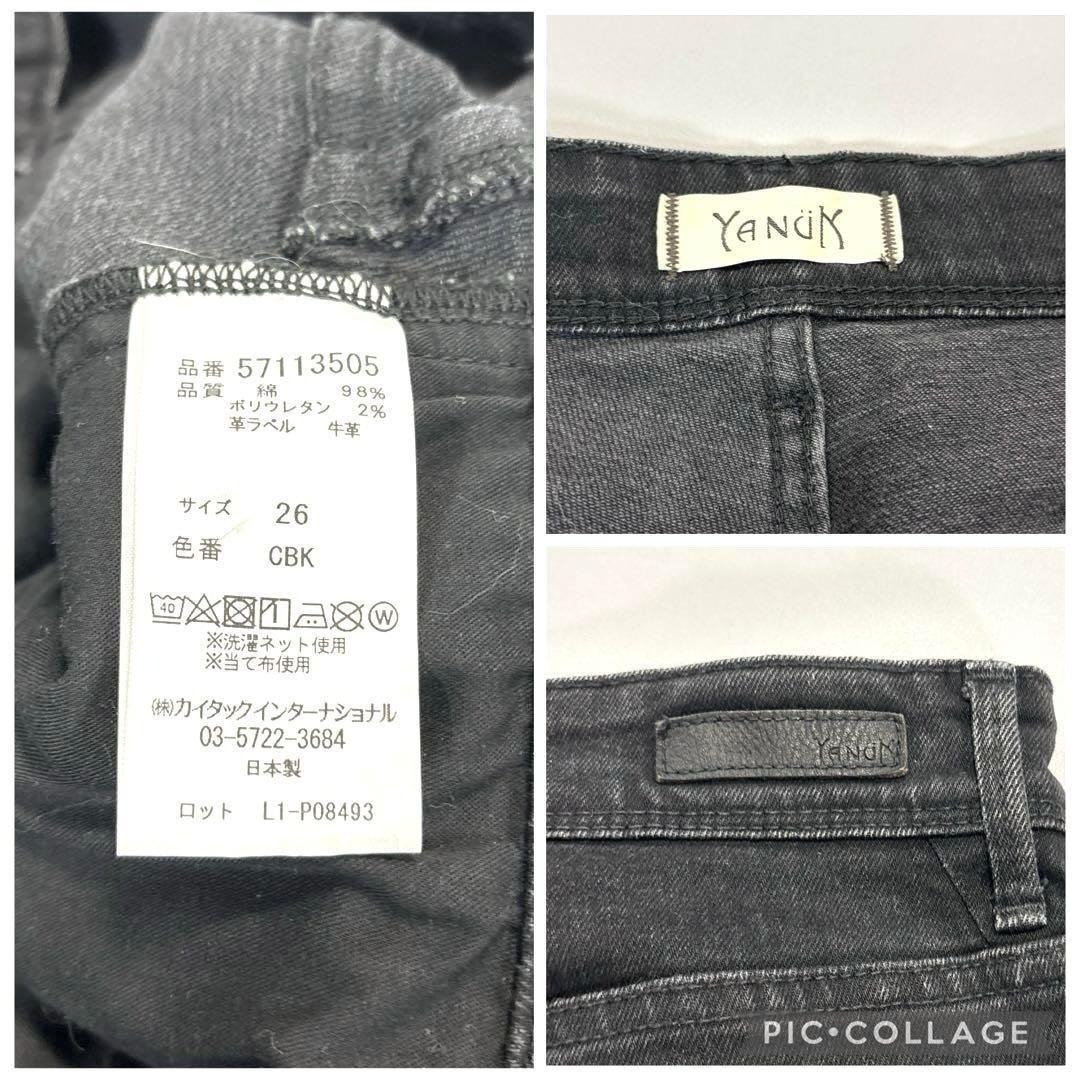 品番 57113505
品質 綿 98%
ポリウレタン 2%
革ラベル 牛革
サイズ 26
色番 CBK
40 W
※洗濯ネット使用
※当て布使用
㈱カイタックインターナショナル
03-5722-3684
日本製
ロット L1-P08493
YANÜK
YANÜK
PIC•COLLAGE